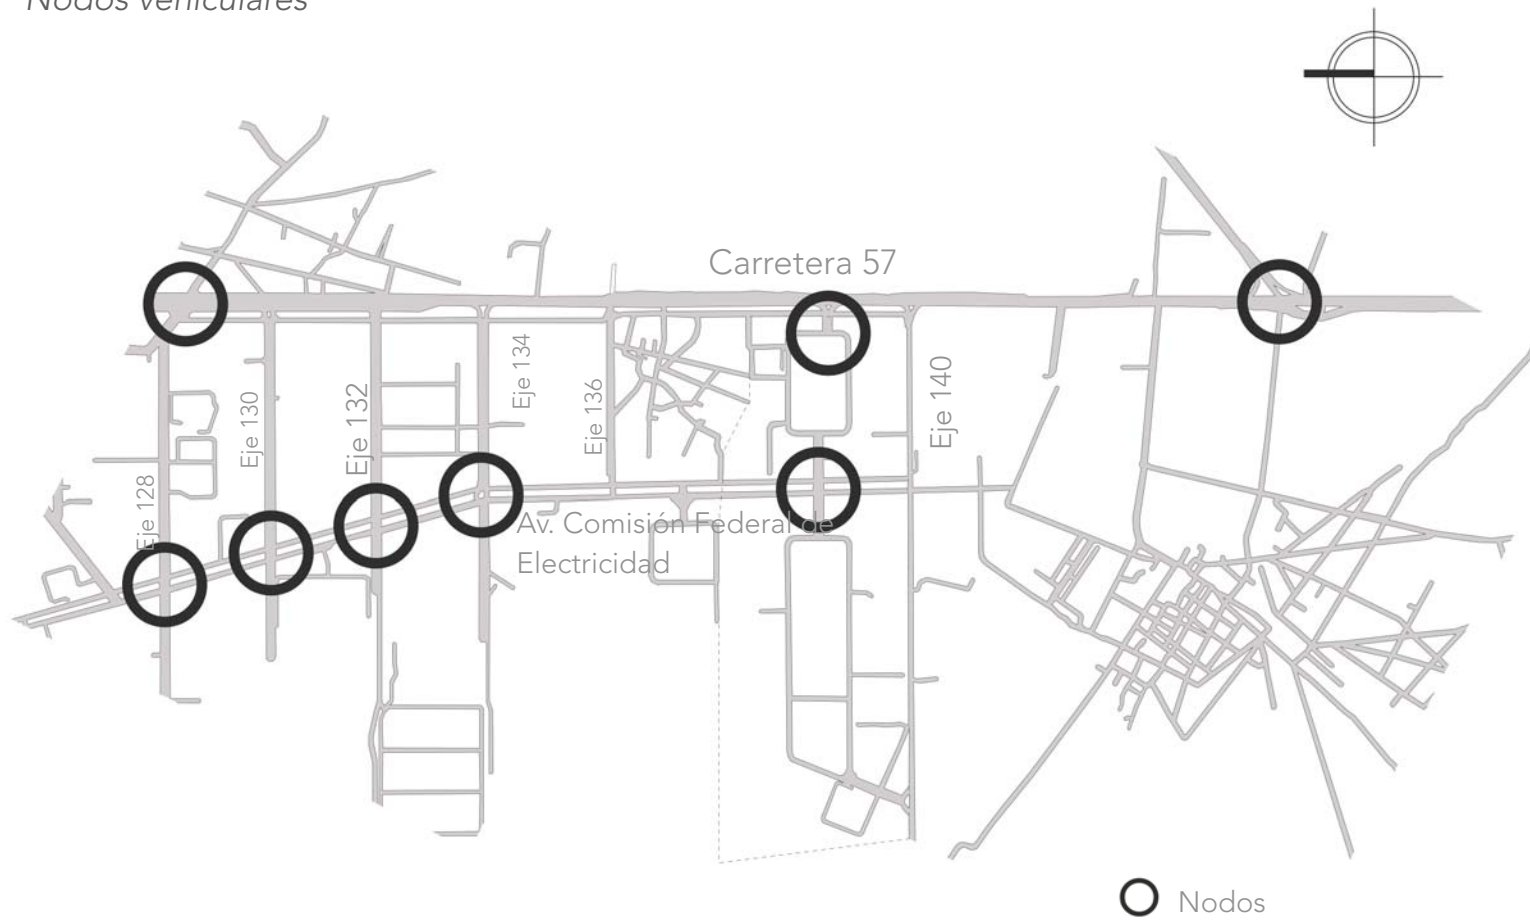 Nodos vehiculares
Carretera 57
Eje 128
Eje 130
Eje 132
Eje 134
Eje 136
Eje 140
Av. Comisión Federal de
Electricidad
Nodos